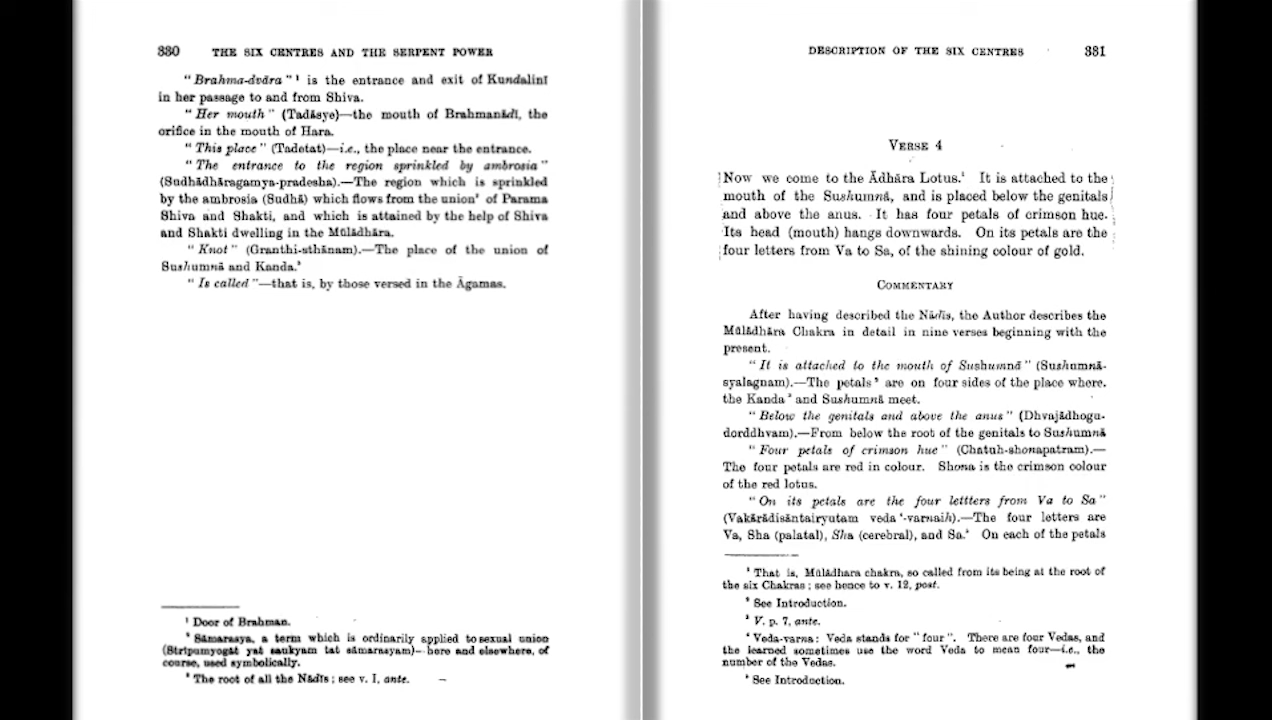 330 THE SIX CENTRES AND THE SERPENT POWER
"Brahma-dvāra"¹ is the entrance and exit of Kundalinī
in her passage to and from Shiva.
"Her mouth" (Tadāsye)—the mouth of Brahmanādī, the
orifice in the mouth of Hara.
"This place" (Tadetat)—i.e., the place near the entrance.
"The entrance to the region sprinkled by ambrosia"
(Sudhādhāragamya-pradesha).—The region which is sprinkled
by the ambrosia (Sudhā) which flows from the union² of Parama
Shiva and Shakti, and which is attained by the help of Shiva
and Shakti dwelling in the Mūlādhāra.
"Knot" (Granthi-sthānam).—The place of the union of
Sushumnā and Kanda.³
"Is called"—that is, by those versed in the Āgamas.
¹ Door of Brahman.
² Sāmarasya, a term which is ordinarily applied to sexual union
(Strīpumyogāt yat saukyam tat sāmarasyam)—here and elsewhere, of
course, used symbolically.
³ The root of all the Nādīs; see v. I, ante.
DESCRIPTION OF THE SIX CENTRES 331
VERSE 4
Now we come to the Ādhāra Lotus.¹ It is attached to the
mouth of the Sushumnā, and is placed below the genitals
and above the anus. It has four petals of crimson hue.
Its head (mouth) hangs downwards. On its petals are the
four letters from Va to Sa, of the shining colour of gold.
COMMENTARY
After having described the Nādīs, the Author describes the
Mūlādhāra Chakra in detail in nine verses beginning with the
present.
"It is attached to the mouth of Sushumnā" (Sushumnā-
syalagnam).—The petals² are on four sides of the place where.
the Kanda³ and Sushumnā meet.
"Below the genitals and above the anus" (Dhvajādhogu-
dorddhvam).—From below the root of the genitals to Sushumnā
"Four petals of crimson hue" (Chatuh-shonapatram).—
The four petals are red in colour. Shona is the crimson colour
of the red lotus.
"On its petals are the four lettters from Va to Sa"
(Vakārādisāntairyutam veda⁴-varnaih).—The four letters are
Va, Sha (palatal), Sha (cerebral), and Sa.⁵ On each of the petals
¹ That is, Mūlādhara chakra, so called from its being at the root of
the six Chakras; see hence to v. 12, post.
² See Introduction.
³ V. p. 7, ante.
⁴ Veda-varna: Veda stands for "four". There are four Vedas, and
the learned sometimes use the word Veda to mean four—i.e., the
number of the Vedas.
⁵ See Introduction.